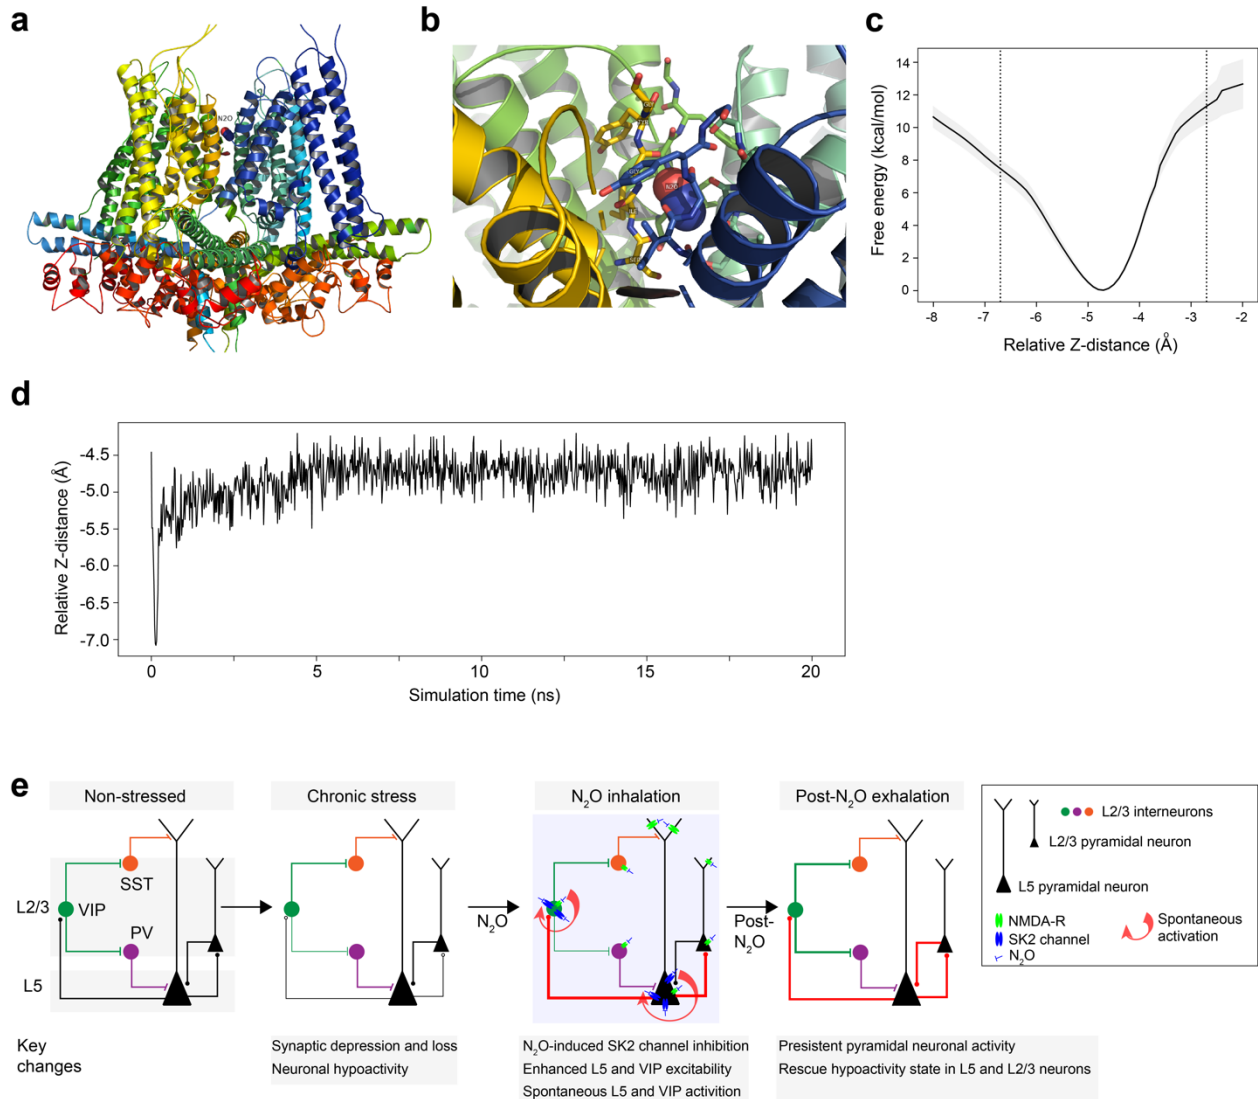 a
N2O
b
GLY
GLY
N2O
c
Free energy (kcal/mol)
14
12
10
8
6
4
2
0
-8
-7
-6
-5
-4
-3
-2
Relative Z-distance (Å)
d
Relative Z-distance (Å)
-4.5
-5.0
-5.5
-6.0
-6.5
-7.0
0
5
10
15
20
Simulation time (ns)
e
Non-stressed
Chronic stress
N₂O inhalation
Post-N₂O exhalation
L2/3
L5
SST
VIP
PV
N₂O
Post-
N₂O
L2/3 interneurons
L2/3 pyramidal neuron
L5 pyramidal neuron
NMDA-R
SK2 channel
N₂O
Spontaneous
activation
Key
changes
Synaptic depression and loss
Neuronal hypoactivity
N₂O-induced SK2 channel inhibition
Enhanced L5 and VIP excitability
Spontaneous L5 and VIP activition
Presistent pyramidal neuronal activity
Rescue hypoactivity state in L5 and L2/3 neurons